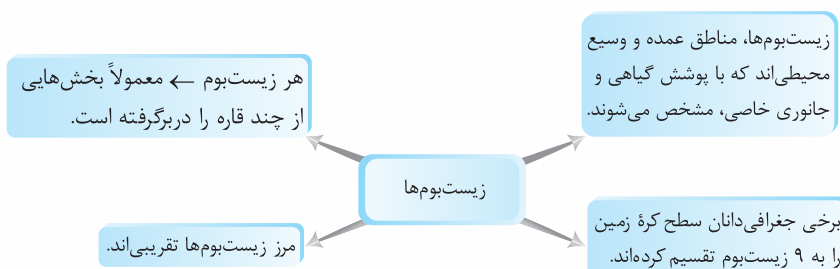 زیست‌بوم‌ها، مناطق عمده و وسیع
محیطی‌اند که با پوشش گیاهی و
جانوری خاصی، مشخص می‌شوند.
هر زیست‌بوم ← معمولاً بخش‌هایی
از چند قاره را دربرگرفته است.
زیست‌بوم‌ها
برخی جغرافی‌دانان سطح کرهٔ زمین
را به ۹ زیست‌بوم تقسیم کرده‌اند.
مرز زیست‌بوم‌ها تقریبی‌اند.